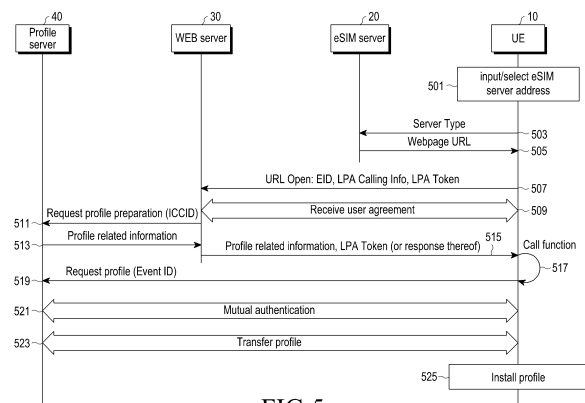 40
30
20
10
Profile server
WEB server
eSIM server
UE
501
input/select eSIM
server address
Server Type
503
Webpage URL
505
URL Open: EID, LPA Calling Info, LPA Token
507
Request profile preparation (ICCID)
511
Receive user agreement
509
Profile related information
513
Profile related information, LPA Token (or response thereof)
515
Call function
517
Request profile (Event ID)
519
Mutual authentication
521
Transfer profile
523
525
Install profile
FIG 5